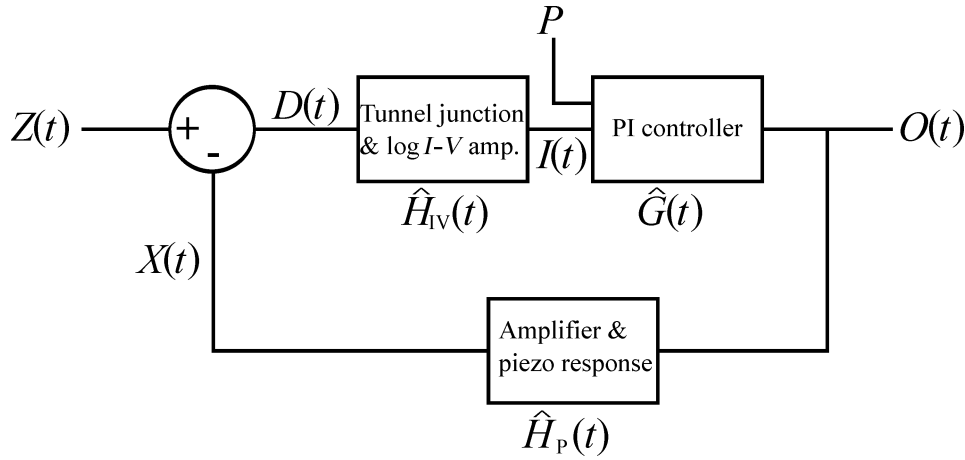 P
Z(t)
+
-
D(t)
Tunnel junction
& log I-V amp.
I(t)
PI controller
O(t)
Ĥ_IV(t)
Ĝ(t)
X(t)
Amplifier &
piezo response
Ĥ_P(t)